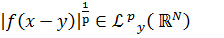 |f(x − y)|^{1/p} ∈ ℒ^p_y(ℝ^N)